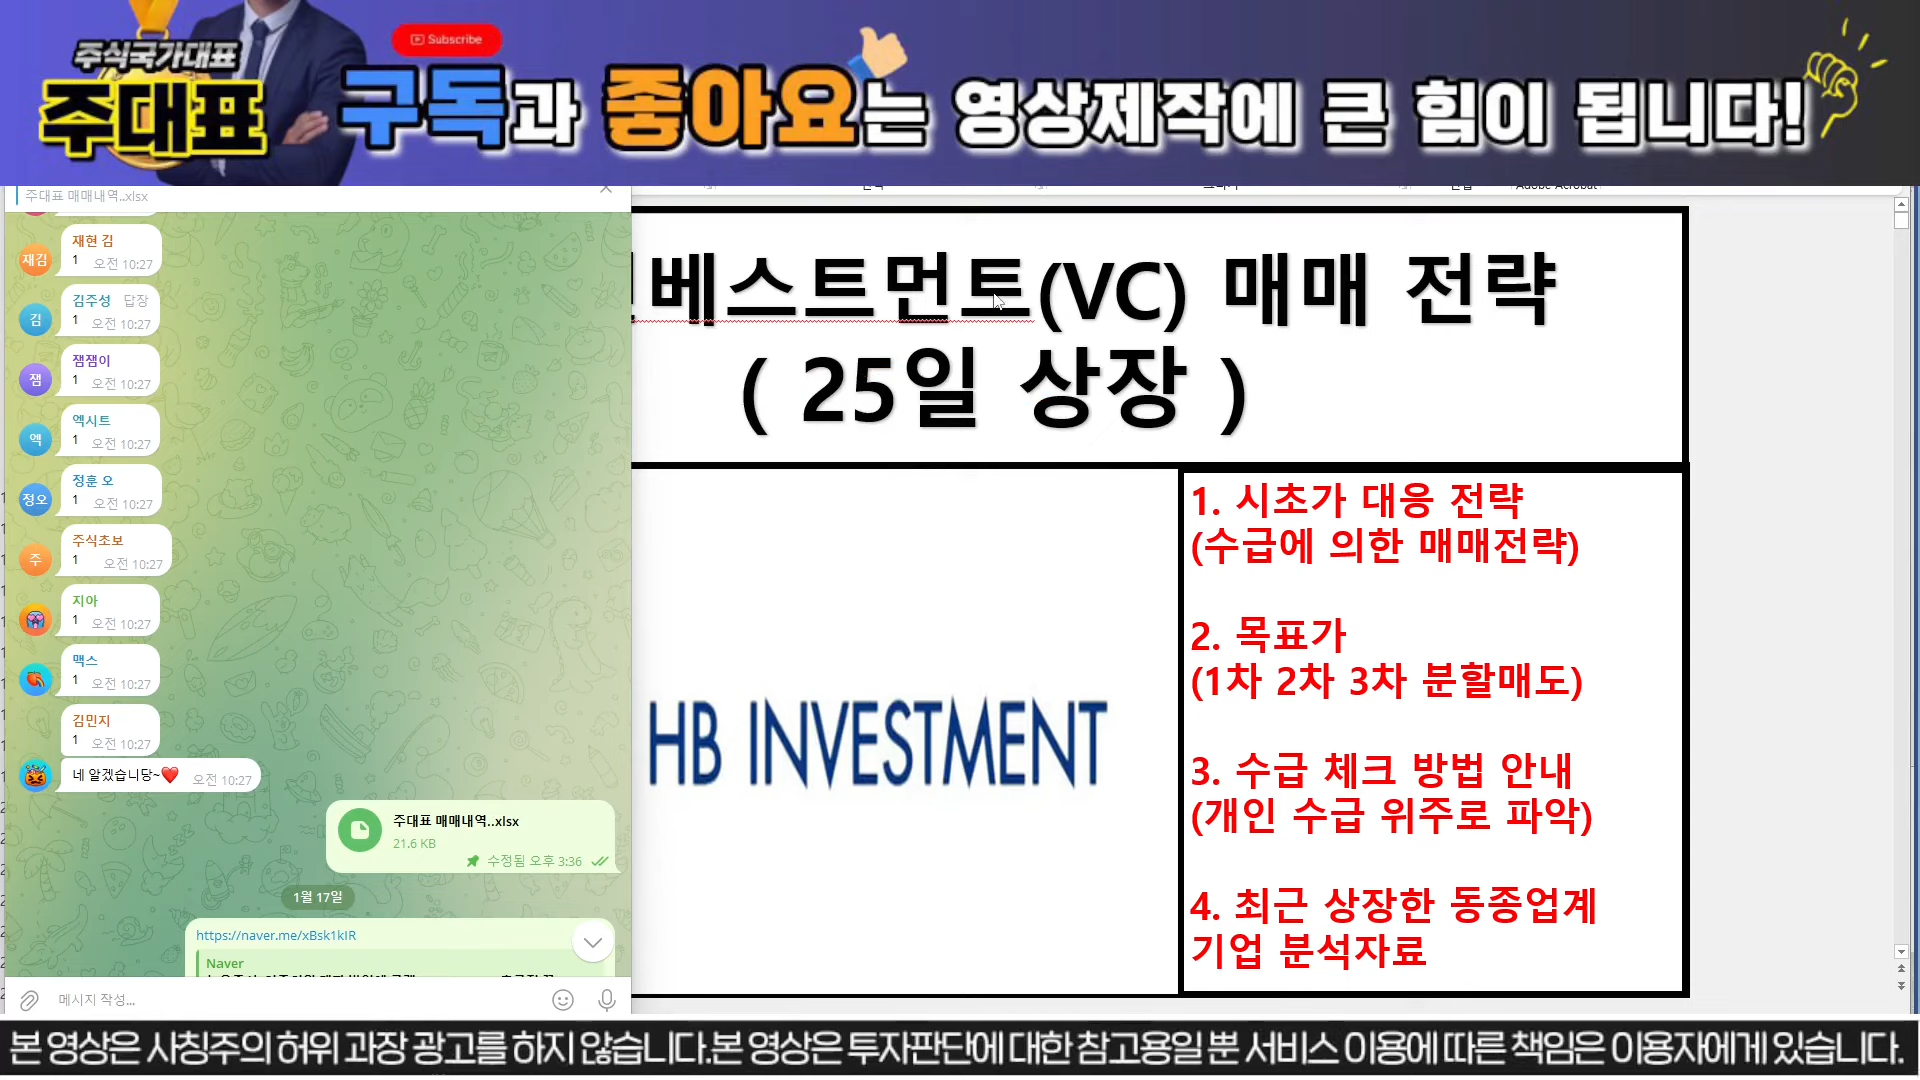 주식국가대표
주대표
Subscribe
구독과 좋아요는 영상제작에 큰 힘이 됩니다!
주대표 매매내역..xlsx
Adobe Acrobat
재김
재현 김
1 오전 10:27
김
김주성 답장
1 오전 10:27
잼
잼잼이
1 오전 10:27
엑
엑시트
1 오전 10:27
정오
정훈 오
1 오전 10:27
주
주식초보
1 오전 10:27
지아
1 오전 10:27
맥스
1 오전 10:27
김민지
1 오전 10:27
네 알겠습니당~❤️ 오전 10:27
주대표 매매내역..xlsx
21.6 KB
수정됨 오후 3:36
1월 17일
https://naver.me/xBsk1kIR
Naver
메시지 작성...
베스트먼트(VC) 매매 전략
( 25일 상장 )
HB INVESTMENT
1. 시초가 대응 전략
(수급에 의한 매매전략)
2. 목표가
(1차 2차 3차 분할매도)
3. 수급 체크 방법 안내
(개인 수급 위주로 파악)
4. 최근 상장한 동종업계
기업 분석자료
본 영상은 사칭주의 허위 과장 광고를 하지 않습니다.본 영상은 투자판단에 대한 참고용일 뿐 서비스 이용에 따른 책임은 이용자에게 있습니다.